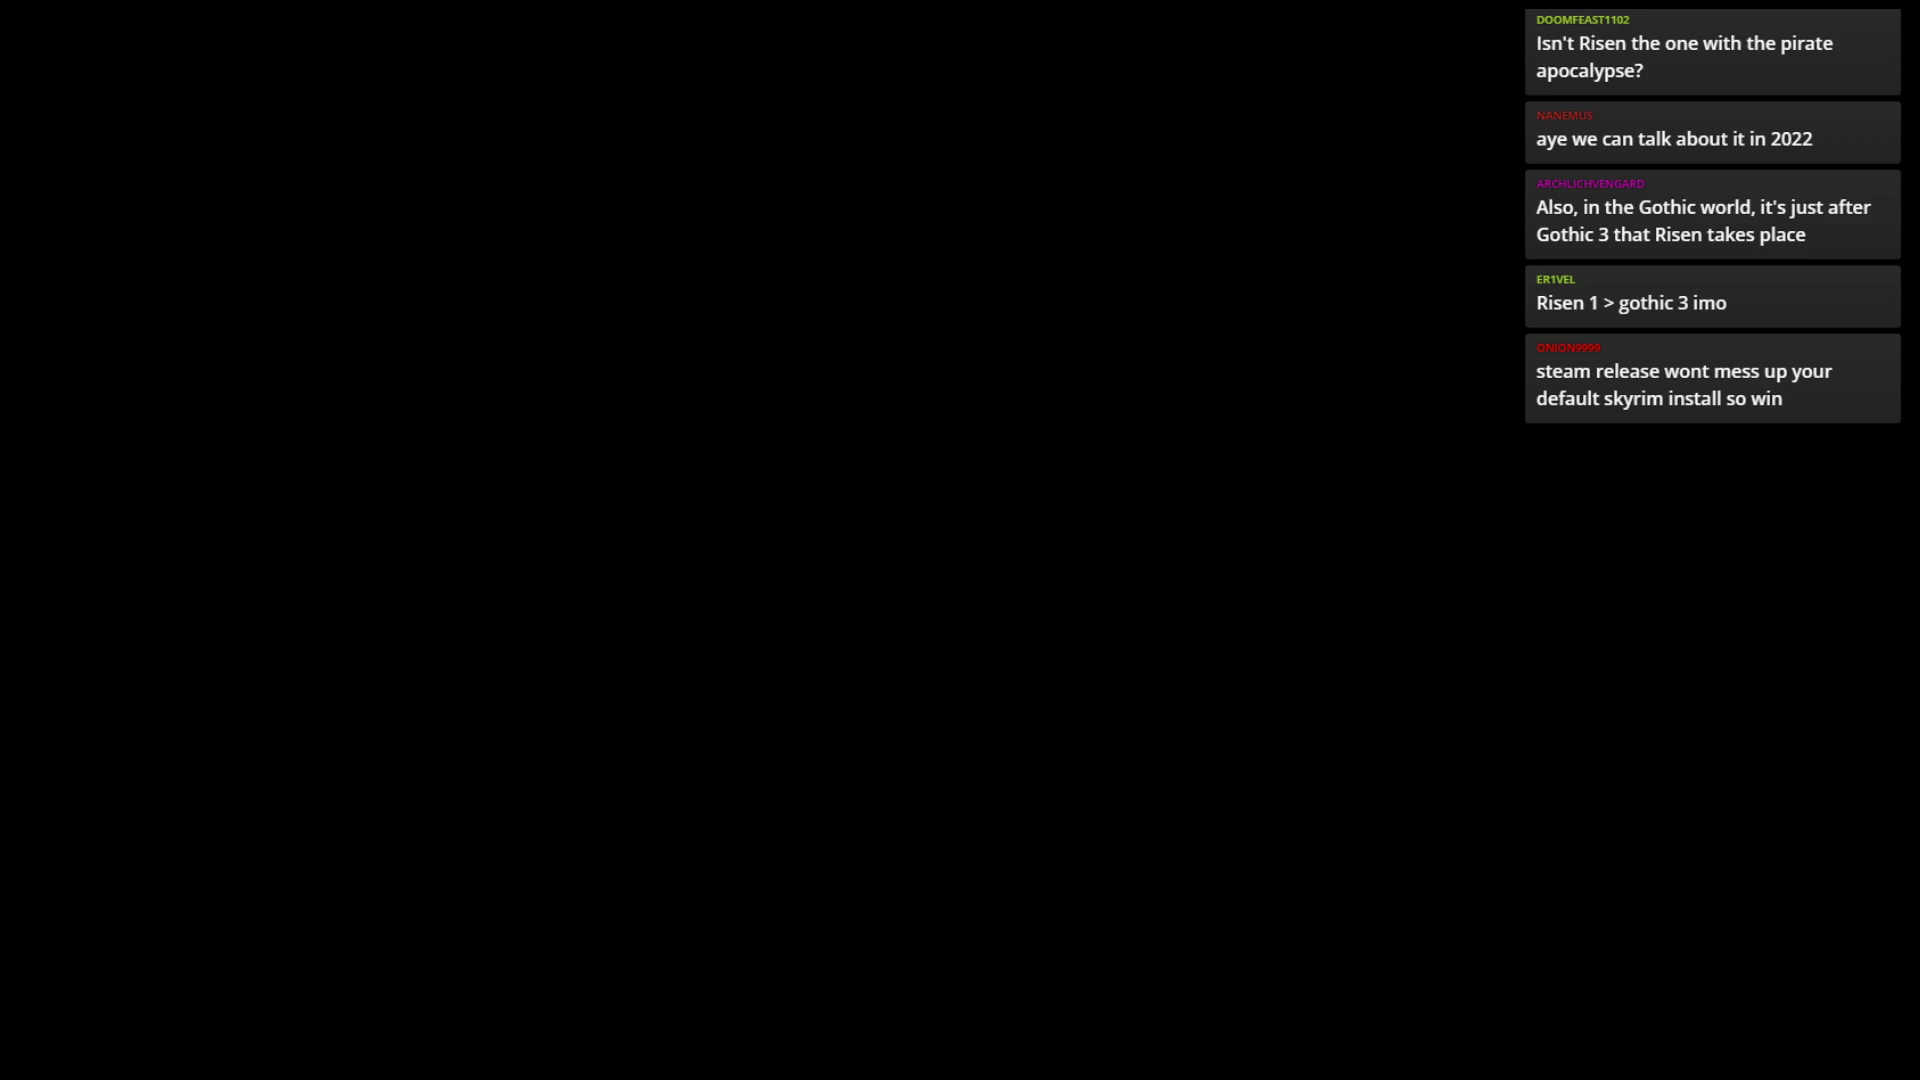 DOOMFEAST1102
Isn't Risen the one with the pirate
apocalypse?
NANEMUS
aye we can talk about it in 2022
ARCHLICHVENGARD
Also, in the Gothic world, it's just after
Gothic 3 that Risen takes place
ER1VEL
Risen 1 > gothic 3 imo
ONION9999
steam release wont mess up your
default skyrim install so win